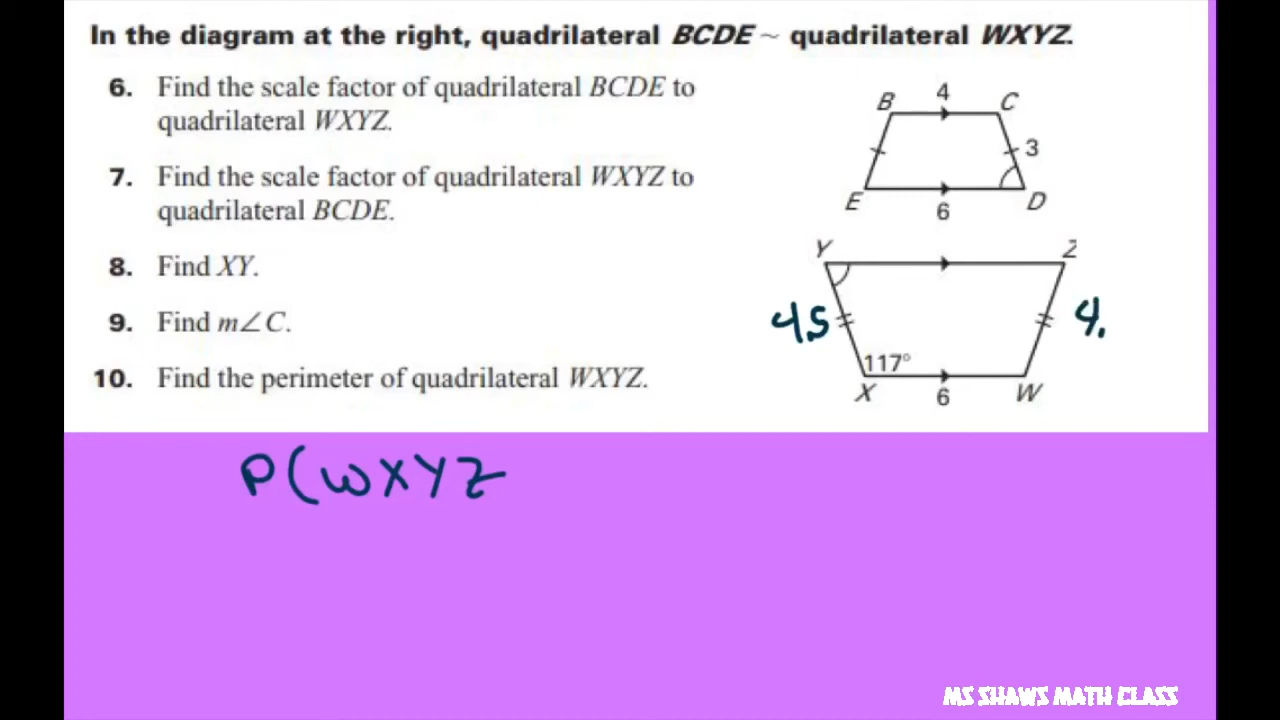 In the diagram at the right, quadrilateral BCDE ~ quadrilateral WXYZ.
6. Find the scale factor of quadrilateral BCDE to
quadrilateral WXYZ.
7. Find the scale factor of quadrilateral WXYZ to
quadrilateral BCDE.
8. Find XY.
9. Find m∠C.
10. Find the perimeter of quadrilateral WXYZ.
B 4 C
3
E 6 D
Y Z
4.5 4.
117°
X 6 W
P(WXYZ
MS SHAWS MATH CLASS